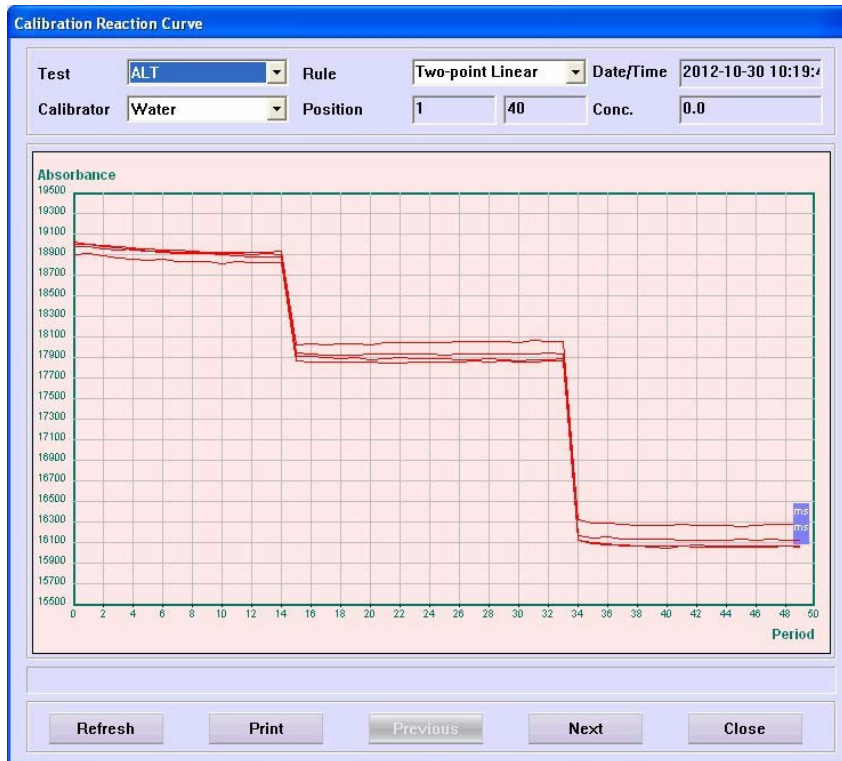 Calibration Reaction Curve
Test ALT Rule Two-point Linear Date/Time 2012-10-30 10:19:4
Calibrator Water Position 1 40 Conc. 0.0
Absorbance
19500
19300
19100
18900
18700
18500
18300
18100
17900
17700
17500
17300
17100
16900
16700
16500
16300
16100
15900
15700
15500
ms
ms
0 2 4 6 8 10 12 14 16 18 20 22 24 26 28 30 32 34 36 38 40 42 44 46 48 50
Period
Refresh Print Previous Next Close